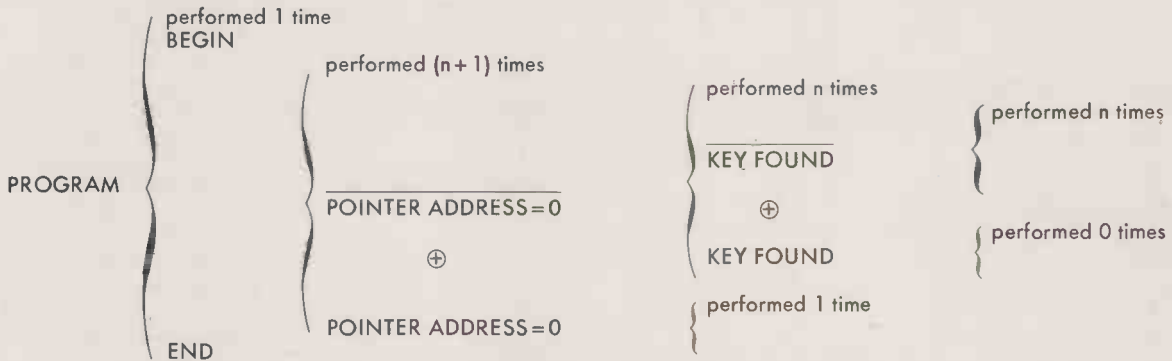 PROGRAM
performed 1 time
BEGIN
END
performed (n+1) times
POINTER ADDRESS=0
⊕
POINTER ADDRESS=0
performed n times
KEY FOUND
⊕
KEY FOUND
performed 1 time
performed n times
performed 0 times